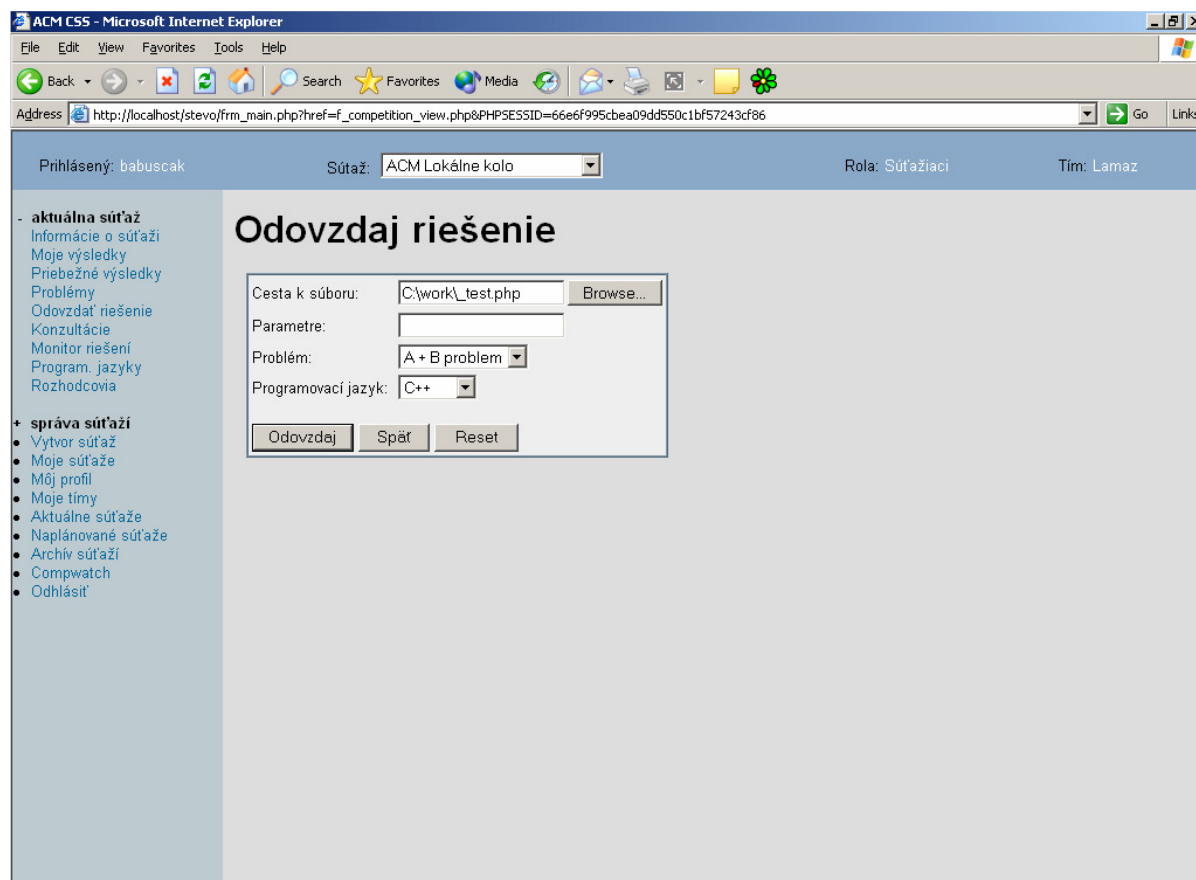 ACM CSS - Microsoft Internet Explorer
File Edit View Favorites Tools Help
Back Search Favorites Media
Address http://localhost/stevo/frm_main.php?href=f_competition_view.php&PHPSESSID=66e6f995cbea09dd550c1bf57243cf86 Go Links
Prihlásený: babuscak Súťaž: ACM Lokálne kolo Rola: Súťažiaci Tím: Lamaz
- aktuálna súťaž
Informácie o súťaži
Moje výsledky
Priebežné výsledky
Problémy
Odovzdať riešenie
Konzultácie
Monitor riešení
Program. jazyky
Rozhodcovia
+ správa súťaží
Vytvor súťaž
Moje súťaže
Môj profil
Moje tímy
Aktuálne súťaže
Naplánované súťaže
Archív súťaží
Compwatch
Odhlásiť
Odovzdaj riešenie
Cesta k súboru: C:\work\_test.php Browse...
Parametre:
Problém: A + B problem
Programovací jazyk: C++
Odovzdaj Späť Reset